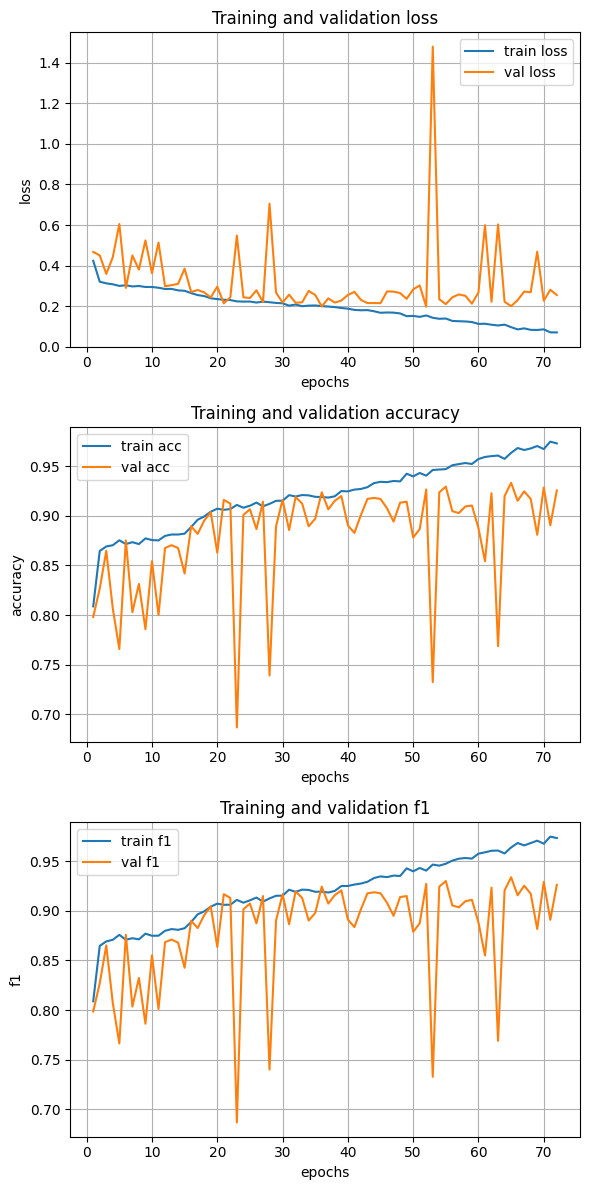 Training and validation loss
train loss
val loss
1.4
1.2
1.0
0.8
0.6
0.4
0.2
0.0
loss
0 10 20 30 40 50 60 70
epochs
Training and validation accuracy
train acc
val acc
0.95
0.90
0.85
0.80
0.75
0.70
accuracy
0 10 20 30 40 50 60 70
epochs
Training and validation f1
train f1
val f1
0.95
0.90
0.85
0.80
0.75
0.70
f1
0 10 20 30 40 50 60 70
epochs